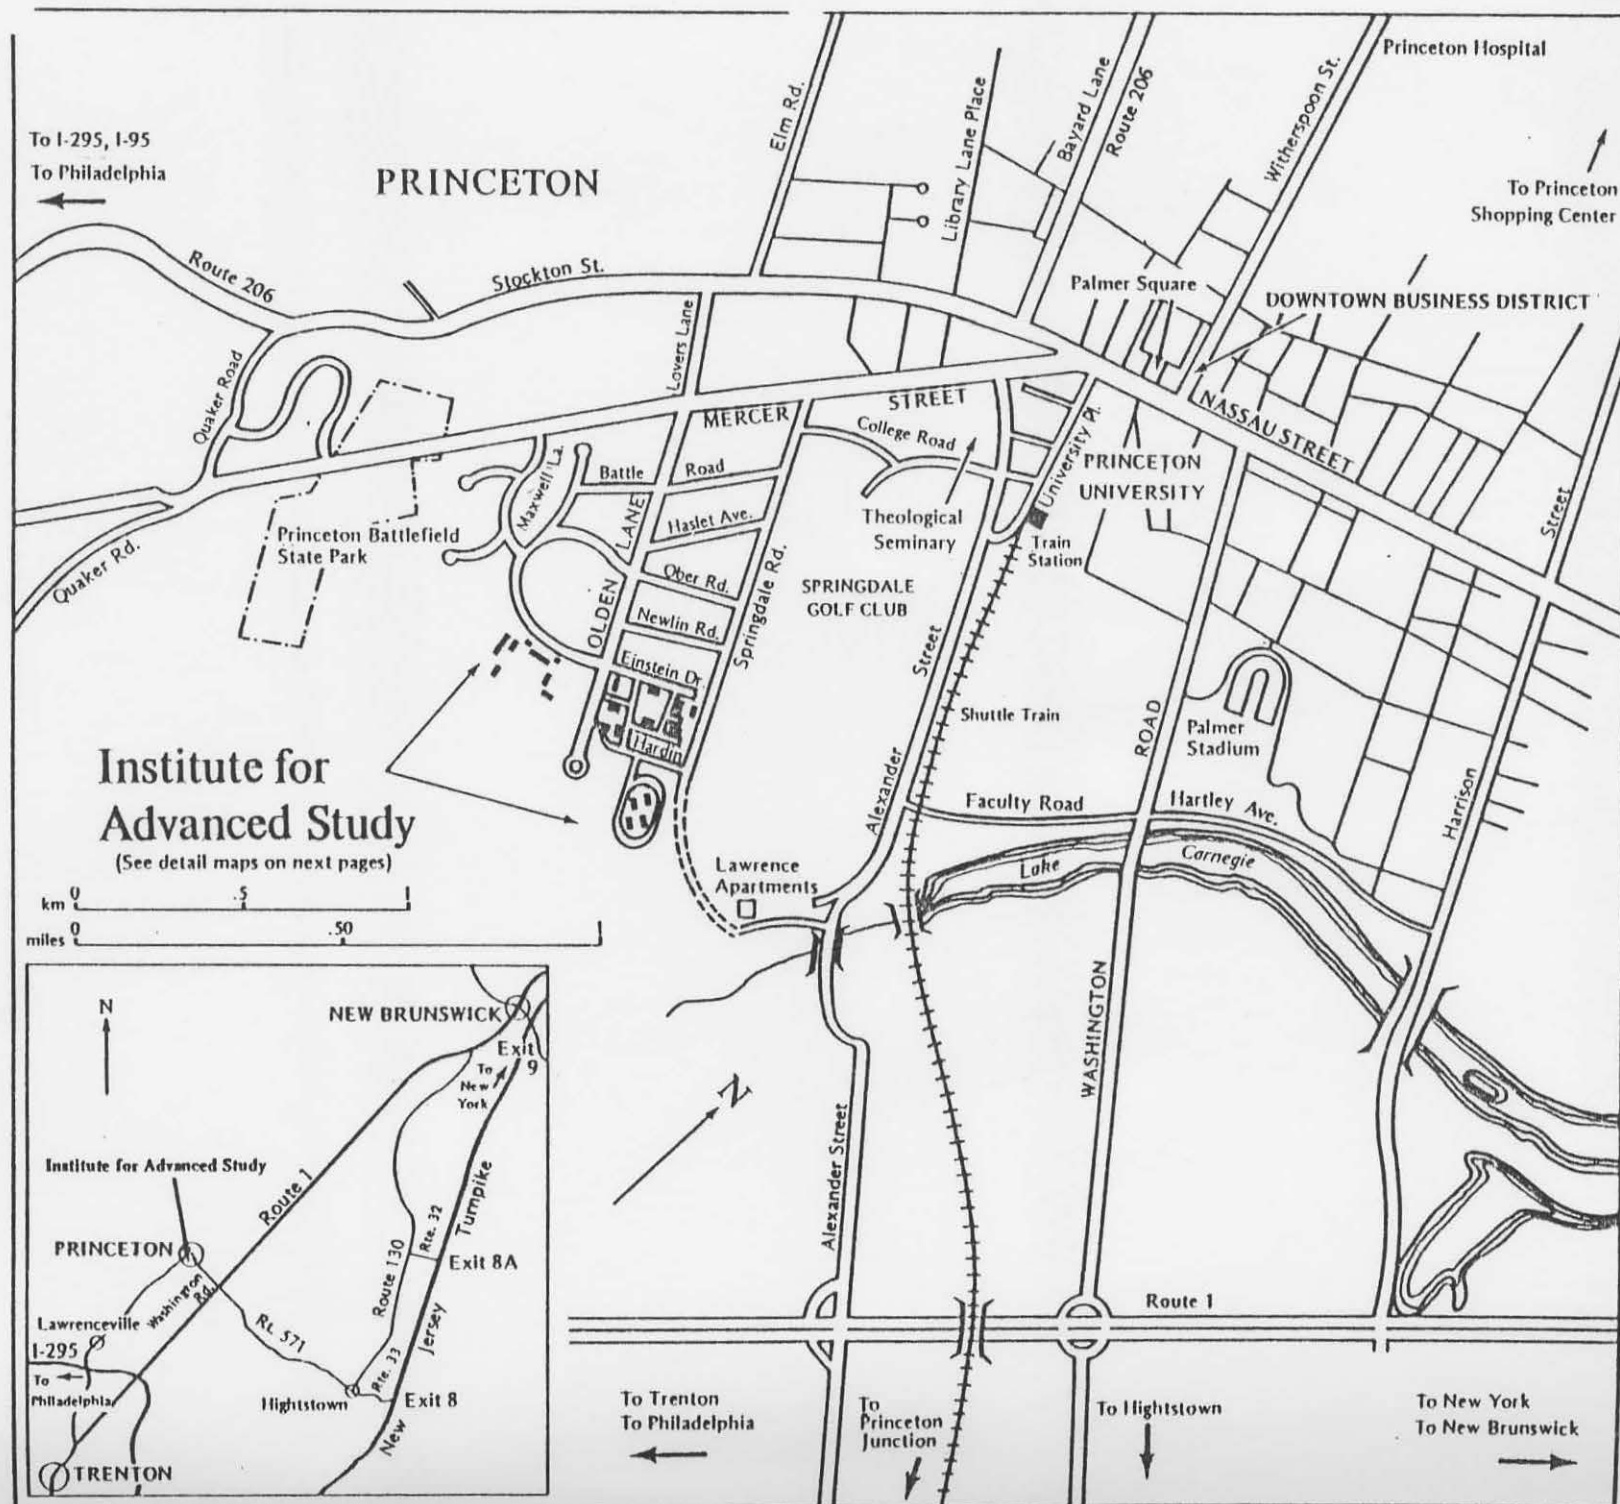 Princeton Hospital
To I-295, I-95
To Philadelphia
PRINCETON
Elm Rd.
Library Lane Place
Bayard Lane
Route 206
Witherspoon St.
To Princeton
Shopping Center
Route 206
Stockton St.
Palmer Square
DOWNTOWN BUSINESS DISTRICT
Quaker Road
Lovers Lane
MERCER
STREET
College Road
University Pl.
NASSAU STREET
PRINCETON
UNIVERSITY
Maxwell La.
Battle
Road
LANE
Haslet Ave.
Theological
Seminary
Train
Station
Street
Princeton Battlefield
State Park
Quaker Rd.
Ober Rd.
SPRINGDALE
GOLF CLUB
OLDEN
Newlin Rd.
Springdale Rd.
Street
Einstein Dr.
Shuttle Train
ROAD
Palmer
Stadium
Hardin
Institute for
Advanced Study
(See detail maps on next pages)
Alexander
Faculty Road
Hartley Ave.
Harrison
Lake
Carnegie
Lawrence
Apartments
km 0 .5 1
miles 0 .50 1
WASHINGTON
N
NEW BRUNSWICK
Exit
9
To
New
York
N
Institute for Advanced Study
Route 1
Turnpike
Alexander Street
PRINCETON
Washington
Rd.
Route 130
Rte. 32
Exit 8A
Route 1
Lawrenceville
I-295
Rt. 571
Jersey
To
Philadelphia
Rte. 33
Hightstown
Exit 8
New
TRENTON
To Trenton
To Philadelphia
To
Princeton
Junction
To Hightstown
To New York
To New Brunswick